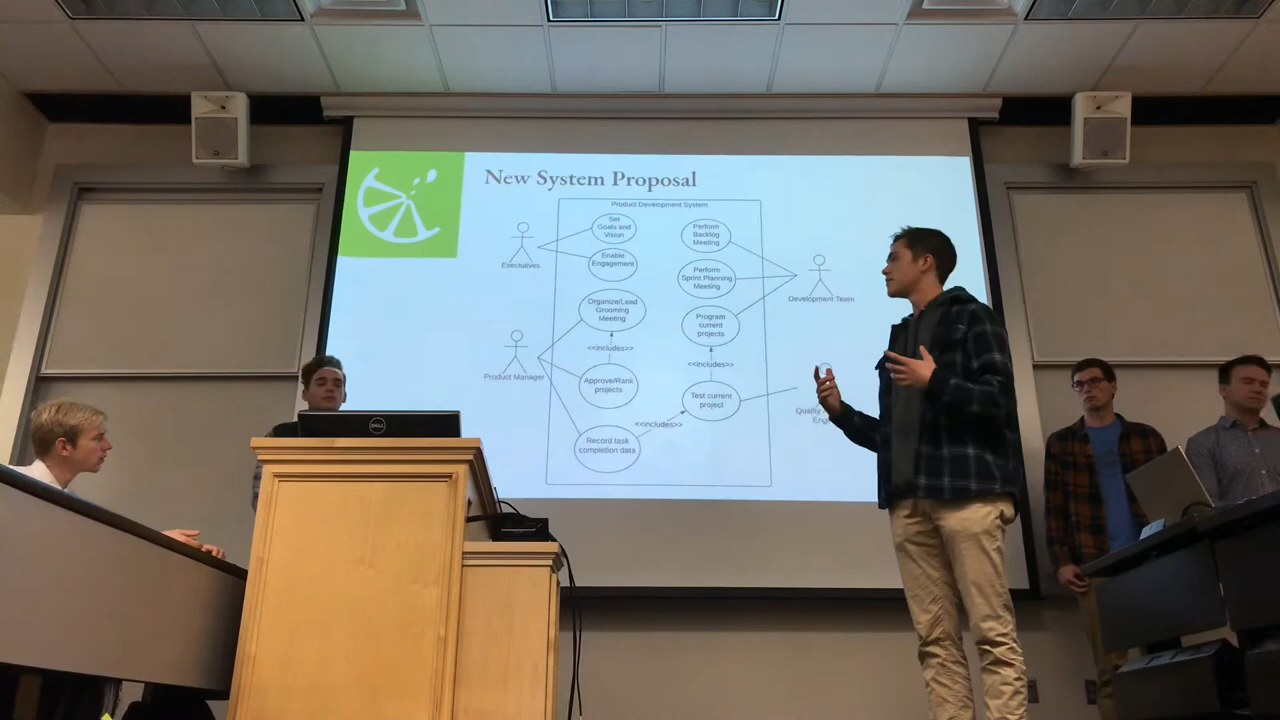 New System Proposal
Product Development System
Set
Goals and
Vision
Enable
Engagement
Executives
Organize/Lead
Grooming
Meeting
<<includes>>
Product Manager
Approve/Rank
projects
<<includes>>
Record task
completion data
Perform
Backlog
Meeting
Perform
Sprint Planning
Meeting
Development Team
Program
current
projects
<<includes>>
Test current
project
Quality
DELL